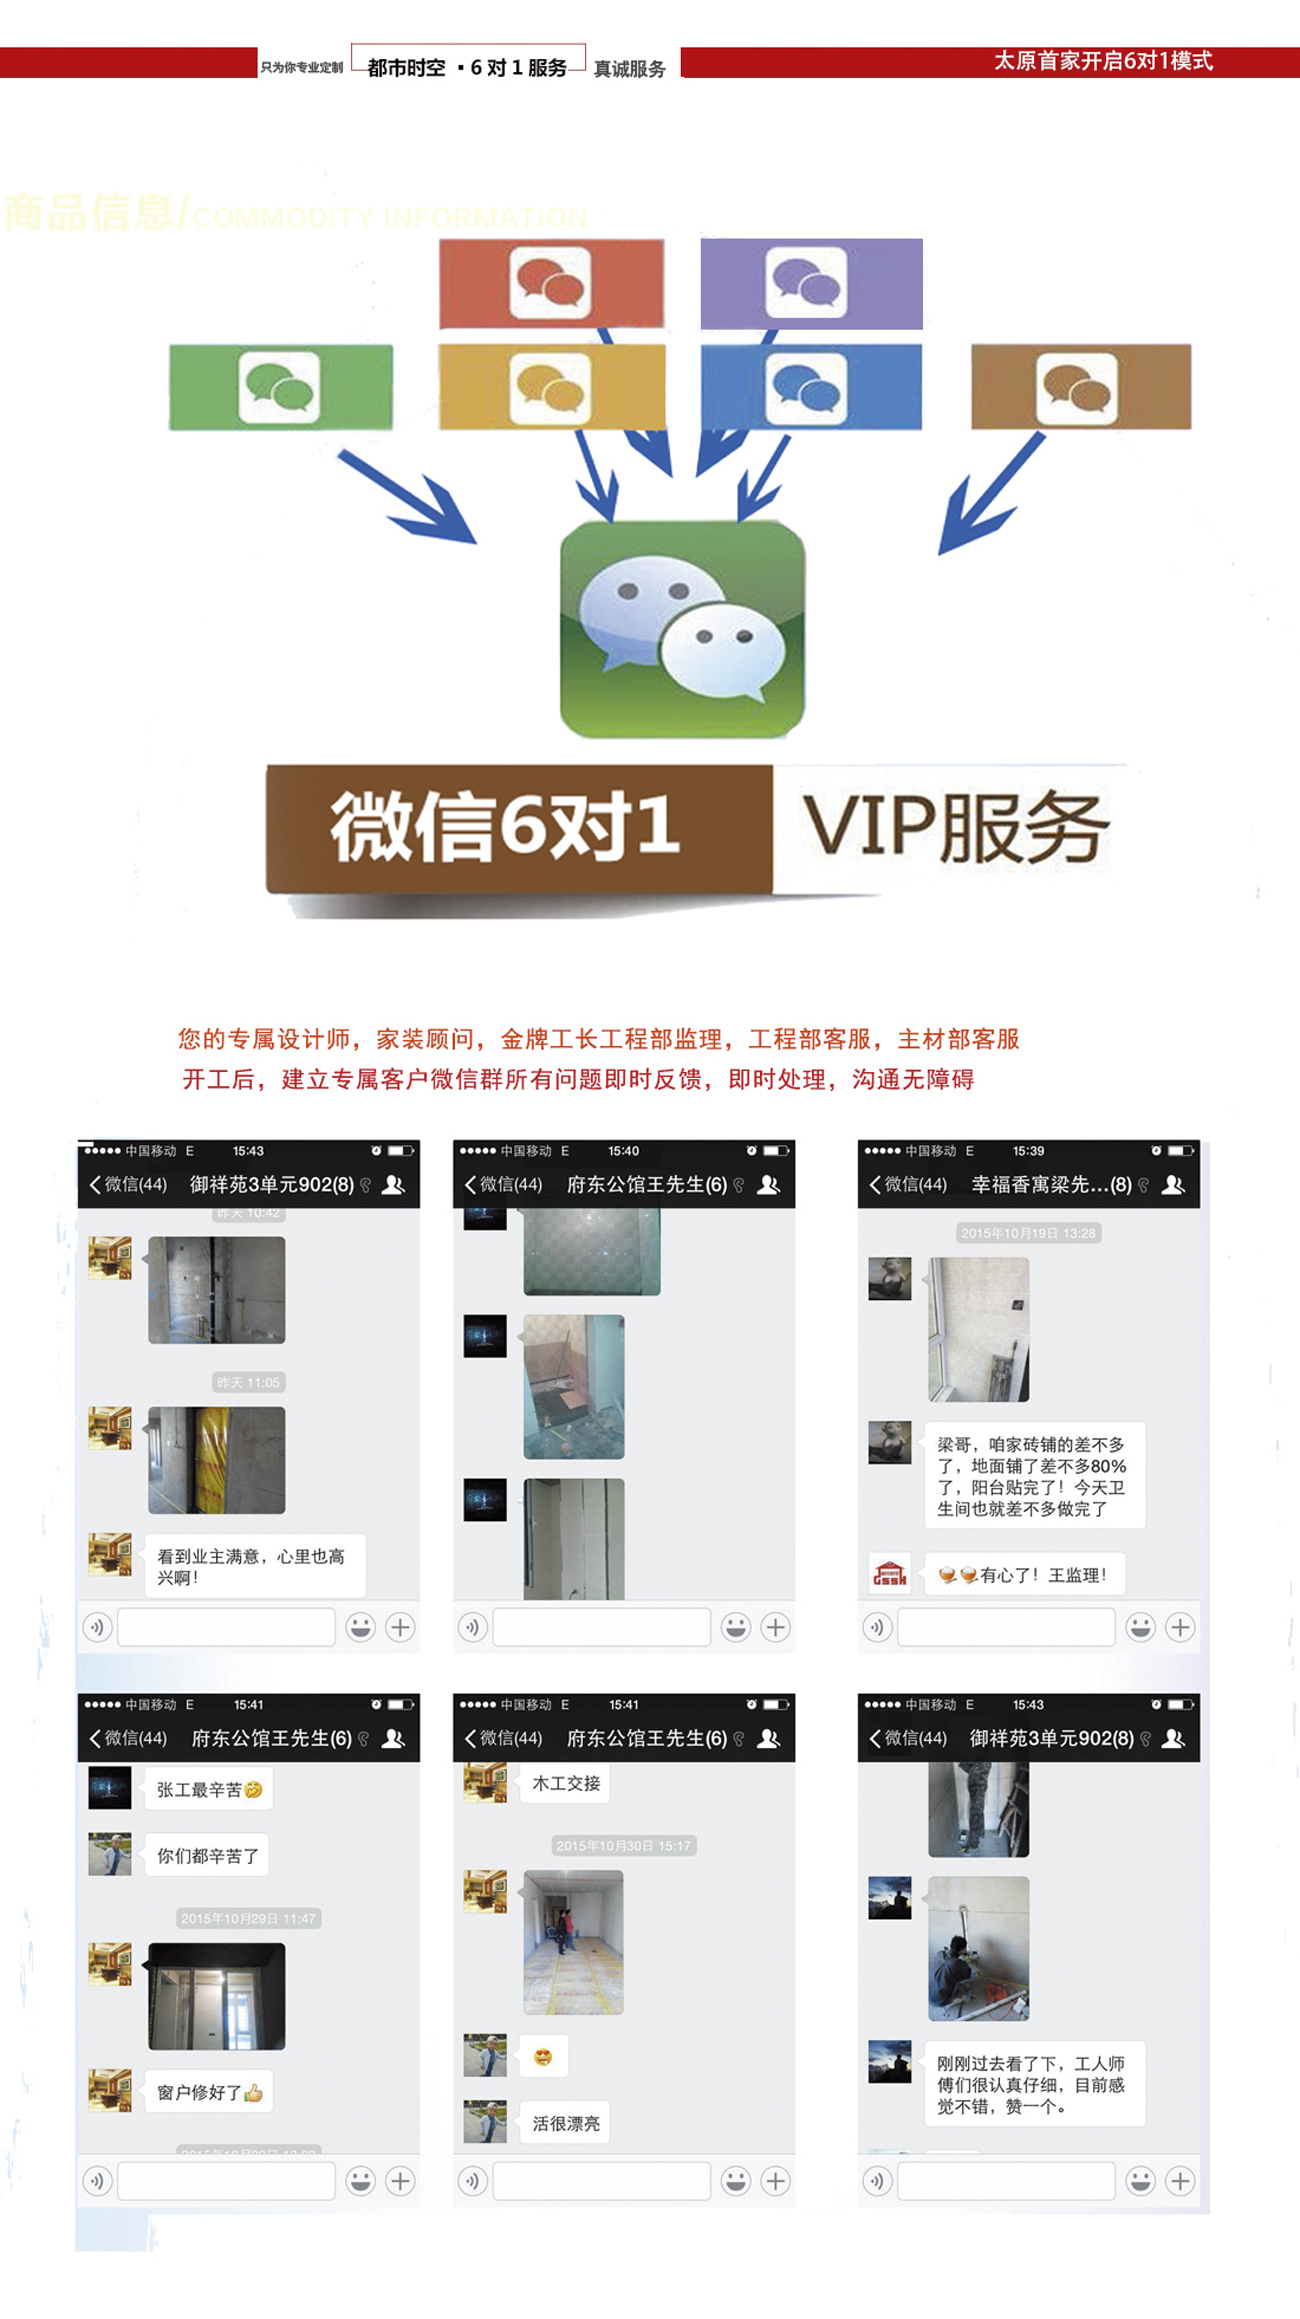 只为你专业定制
都市时空 · 6 对 1 服务
真诚服务
太原首家开启6对1模式
商品信息/COMMODITY INFORMATION
微信6对1
VIP服务
您的专属设计师，家装顾问，金牌工长工程部监理，工程部客服，主材部客服
开工后，建立专属客户微信群所有问题即时反馈，即时处理，沟通无障碍
中国移动 E 15:43
微信(44) 御祥苑3单元902(8)
昨天 10:42
昨天 11:05
看到业主满意，心里也高
兴啊！
中国移动 E 15:40
微信(44) 府东公馆王先生(6)
中国移动 E 15:39
微信(44) 幸福香寓梁先...(8)
2015年10月19日 13:28
梁哥，咱家砖铺的差不多
了，地面铺了差不多80%
了，阳台贴完了！今天卫
生间也就差不多做完了
GSSK
有心了！王监理！
中国移动 E 15:41
微信(44) 府东公馆王先生(6)
张工最辛苦
你们都辛苦了
2015年10月29日 11:47
窗户修好了
中国移动 E 15:41
微信(44) 府东公馆王先生(6)
木工交接
2015年10月30日 15:17
活很漂亮
中国移动 E 15:43
微信(44) 御祥苑3单元902(8)
刚刚过去看了下，工人师
傅们很认真仔细，目前感
觉不错，赞一个。